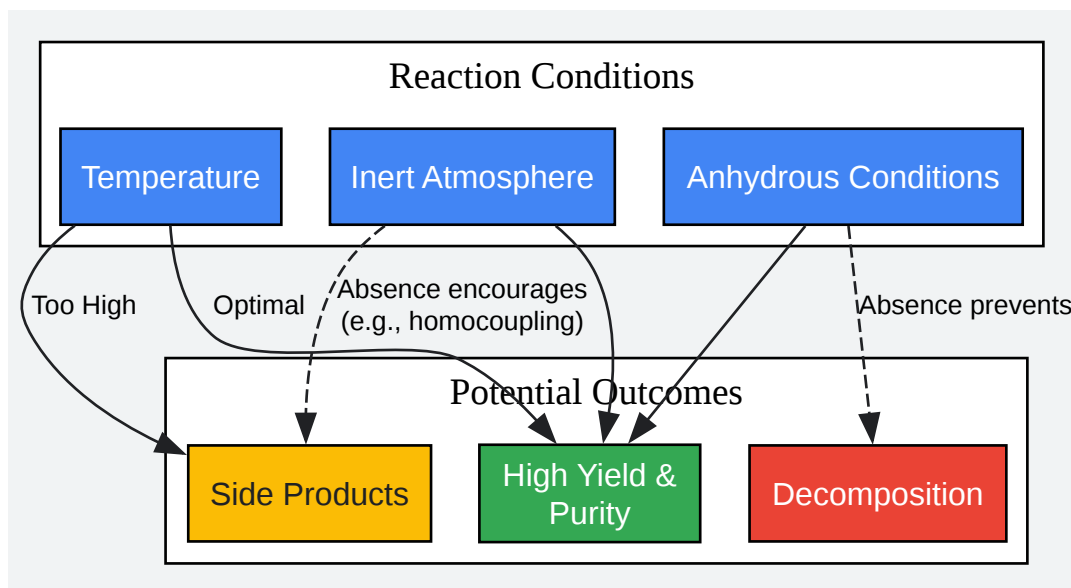 Reaction Conditions
Temperature
Inert Atmosphere
Anhydrous Conditions
Too High
Optimal
Absence encourages
(e.g., homocoupling)
Absence prevents
Potential Outcomes
Side Products
High Yield &
Purity
Decomposition